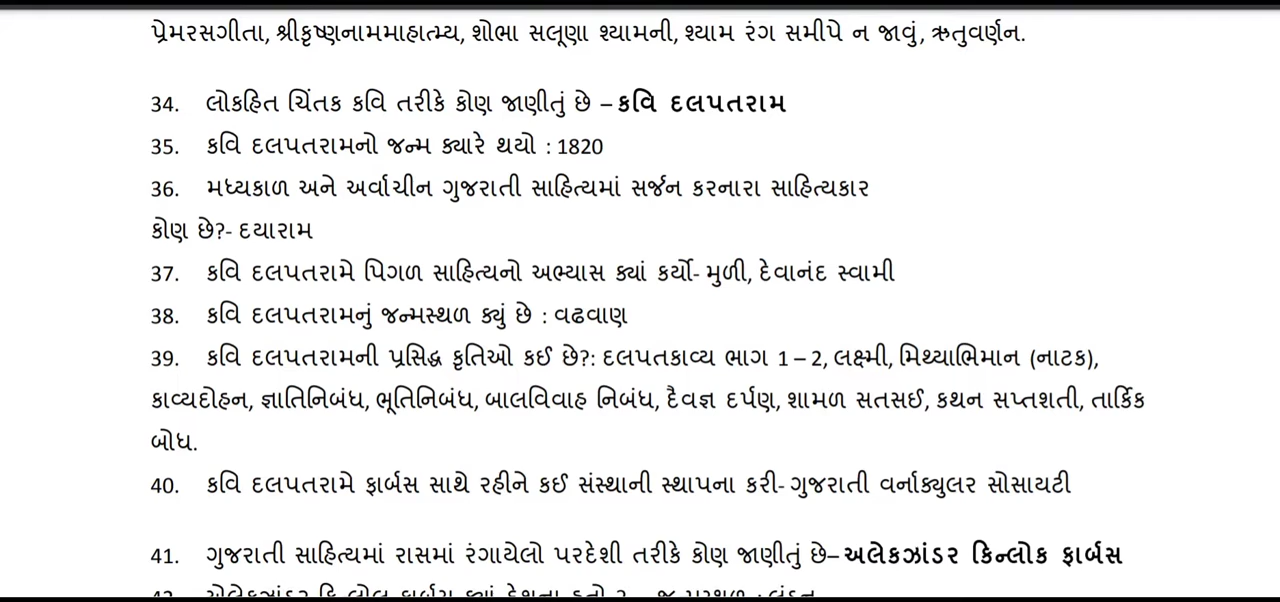 પ્રેમરસગીતા, શ્રીકૃષ્ણનામમાહાત્મ્ય, શોભા સલૂણા શ્યામની, શ્યામ રંગ સમીપે ન જાવું, ઋતુવર્ણન.
34. લોકહિત ચિંતક કવિ તરીકે કોણ જાણીતું છે – કવિ દલપતરામ
35. કવિ દલપતરામનો જન્મ ક્યારે થયો : 1820
36. મધ્યકાળ અને અર્વાચીન ગુજરાતી સાહિત્યમાં સર્જન કરનારા સાહિત્યકાર
કોણ છે?- દયારામ
37. કવિ દલપતરામે પિગળ સાહિત્યનો અભ્યાસ ક્યાં કર્યો- મુળી, દેવાનંદ સ્વામી
38. કવિ દલપતરામનું જન્મસ્થળ ક્યું છે : વઢવાણ
39. કવિ દલપતરામની પ્રસિદ્ધ કૃતિઓ કઈ છે?: દલપતકાવ્ય ભાગ 1 – 2, લક્ષ્મી, મિથ્યાભિમાન (નાટક),
કાવ્યદોહન, જ્ઞાતિનિબંધ, ભૂતિનિબંધ, બાલવિવાહ નિબંધ, દૈવજ્ઞ દર્પણ, શામળ સતસઈ, કથન સપ્તશતી, તાર્કિક
બોધ.
40. કવિ દલપતરામે ફાર્બસ સાથે રહીને કઈ સંસ્થાની સ્થાપના કરી- ગુજરાતી વર્નાક્યુલર સોસાયટી
41. ગુજરાતી સાહિત્યમાં રાસમાં રંગાયેલો પરદેશી તરીકે કોણ જાણીતું છે– અલેકઝાંડર કિન્લોક ફાર્બસ